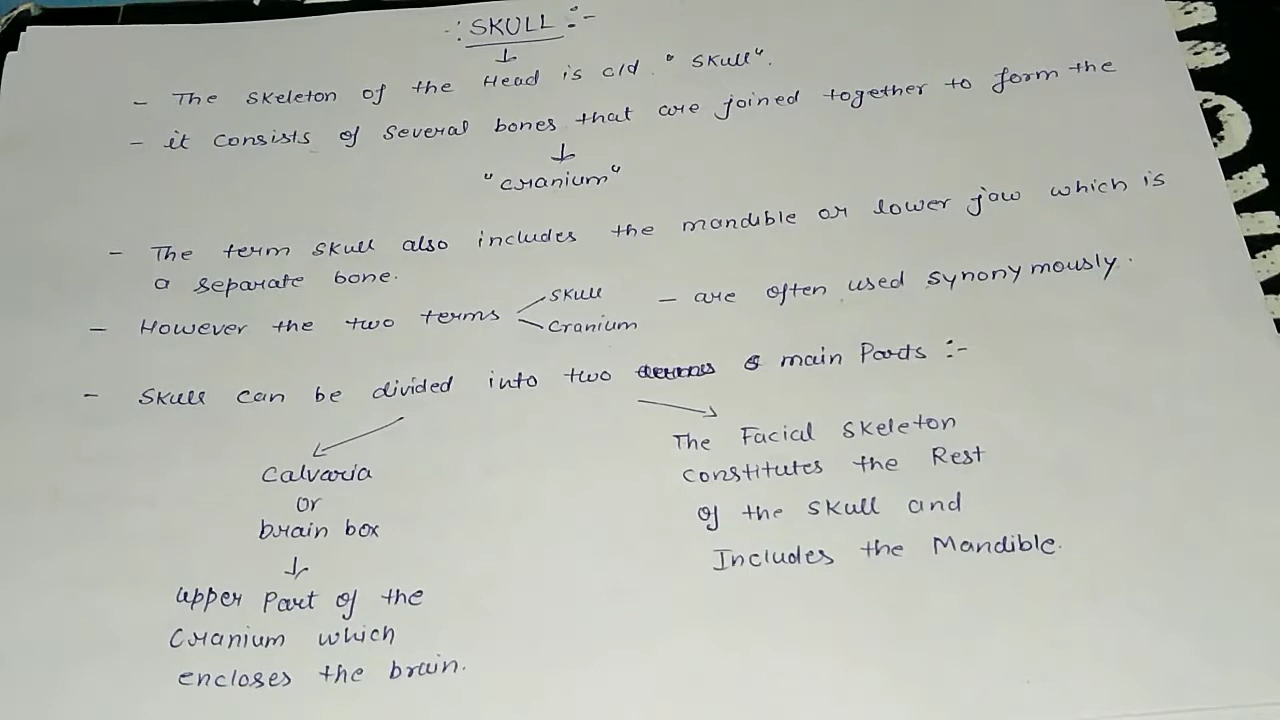 -: SKULL :-
↓
- The skeleton of the Head is c/d. "skull".
- it consists of several bones that are joined together to form the
↓
"cranium"
- The term skull also includes the mandible or lower jaw which is
a separate bone.
- However the two terms skull cranium - are often used synonymously.
- Skull can be divided into two main Parts :-
Calvaria
or
brain box
↓
upper Part of the
Cranium which
encloses the brain.
The Facial skeleton
constitutes the Rest
of the skull and
Includes the Mandible.